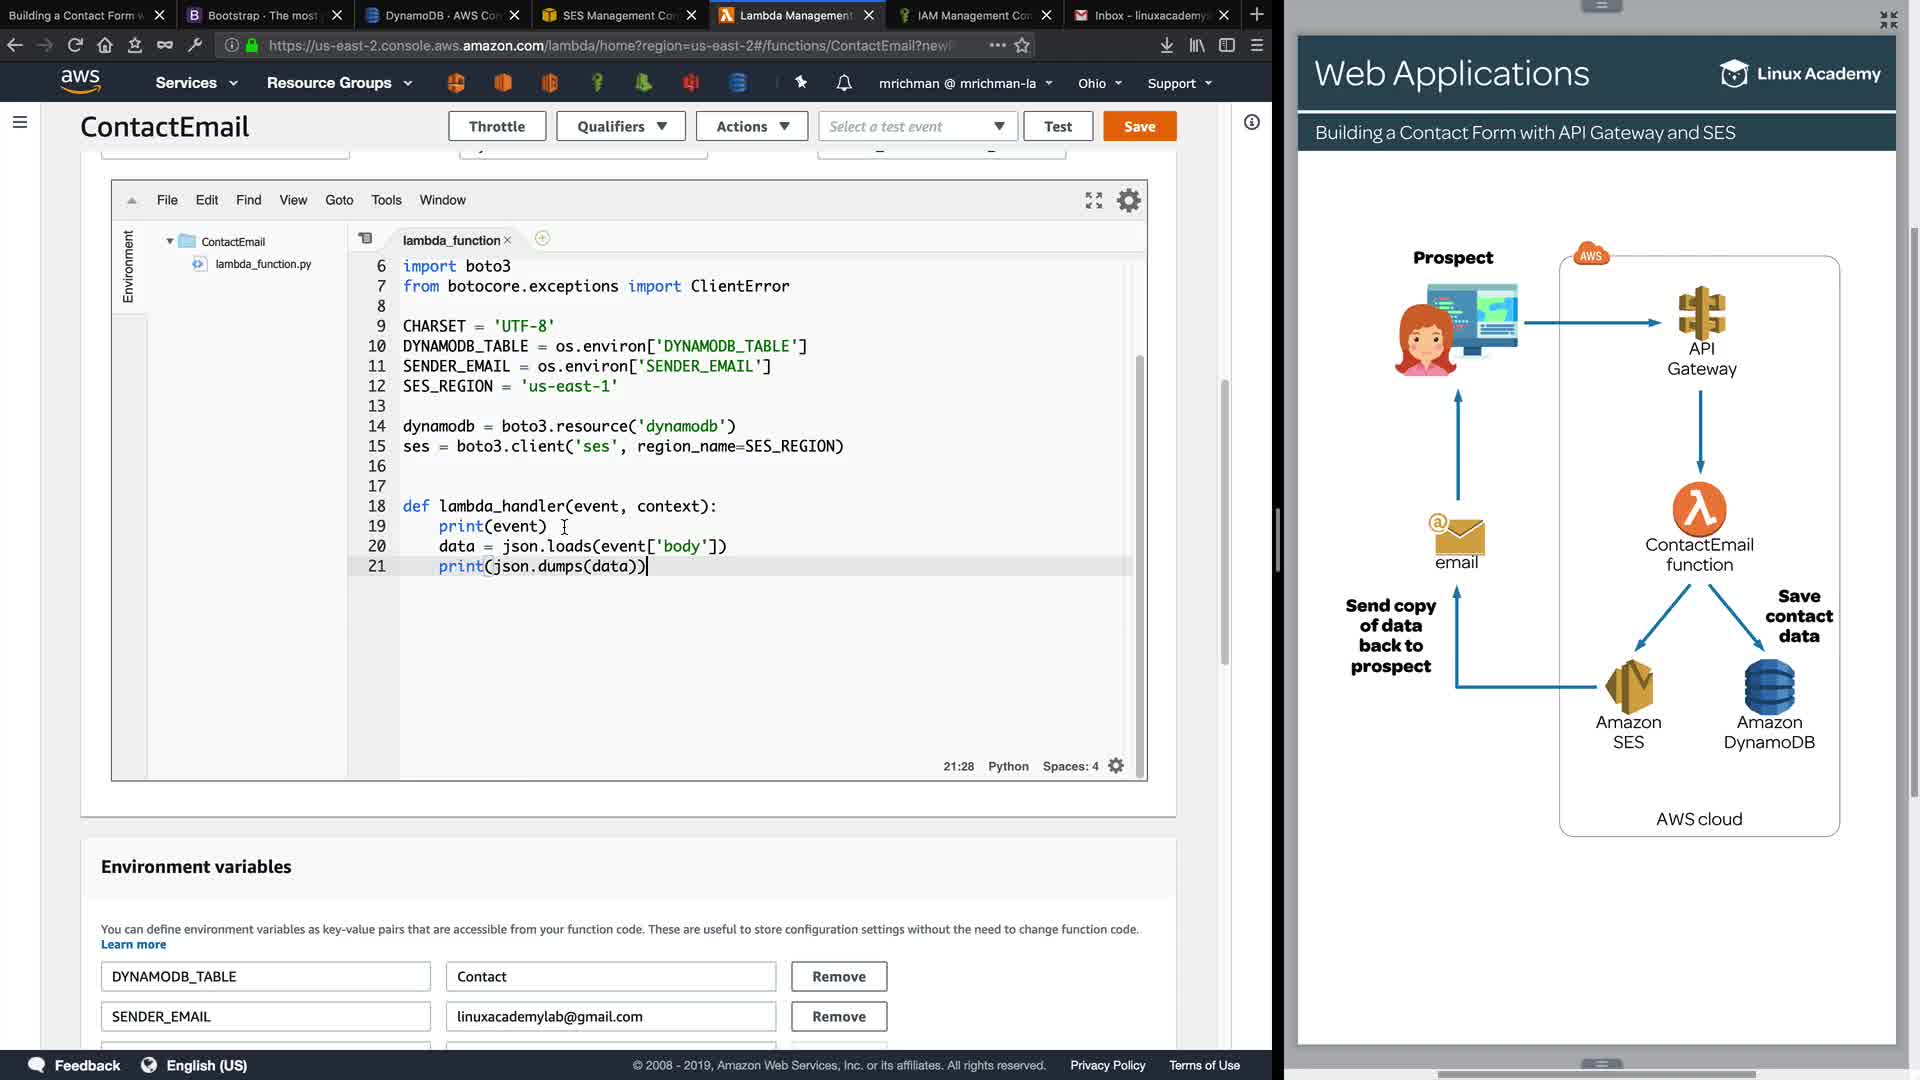 Building a Contact Form w
Bootstrap · The most
DynamoDB · AWS Con
SES Management Con
Lambda Management
IAM Management Con
Inbox - linuxacademy
https://us-east-2.console.aws.amazon.com/lambda/home?region=us-east-2#/functions/ContactEmail?newF
aws
Services
Resource Groups
mrichman @ mrichman-la
Ohio
Support
ContactEmail
Throttle
Qualifiers
Actions
Select a test event
Test
Save
File Edit Find View Goto Tools Window
Environment
ContactEmail
lambda_function.py
lambda_function
6 import boto3
7 from botocore.exceptions import ClientError
8
9 CHARSET = 'UTF-8'
10 DYNAMODB_TABLE = os.environ['DYNAMODB_TABLE']
11 SENDER_EMAIL = os.environ['SENDER_EMAIL']
12 SES_REGION = 'us-east-1'
13
14 dynamodb = boto3.resource('dynamodb')
15 ses = boto3.client('ses', region_name=SES_REGION)
16
17
18 def lambda_handler(event, context):
19     print(event)
20     data = json.loads(event['body'])
21     print(json.dumps(data))
21:28 Python Spaces: 4
Environment variables
You can define environment variables as key-value pairs that are accessible from your function code. These are useful to store configuration settings without the need to change function code.
Learn more
DYNAMODB_TABLE
Contact
Remove
SENDER_EMAIL
linuxacademylab@gmail.com
Remove
Feedback
English (US)
© 2008 - 2019, Amazon Web Services, Inc. or its affiliates. All rights reserved.
Privacy Policy
Terms of Use
Web Applications
Linux Academy
Building a Contact Form with API Gateway and SES
Prospect
AWS
API
Gateway
ContactEmail
function
@
email
Send copy
of data
back to
prospect
Save
contact
data
Amazon
SES
Amazon
DynamoDB
AWS cloud